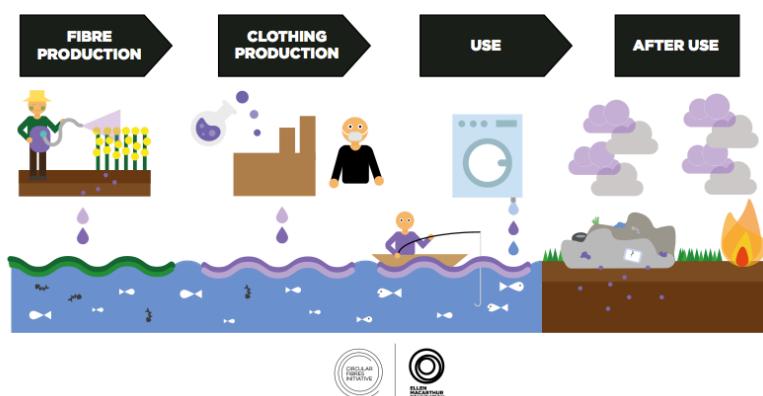 FIBRE
PRODUCTION
CLOTHING
PRODUCTION
USE
AFTER USE
CIRCULAR
FIBRES
INITIATIVE
ELLEN
MACARTHUR